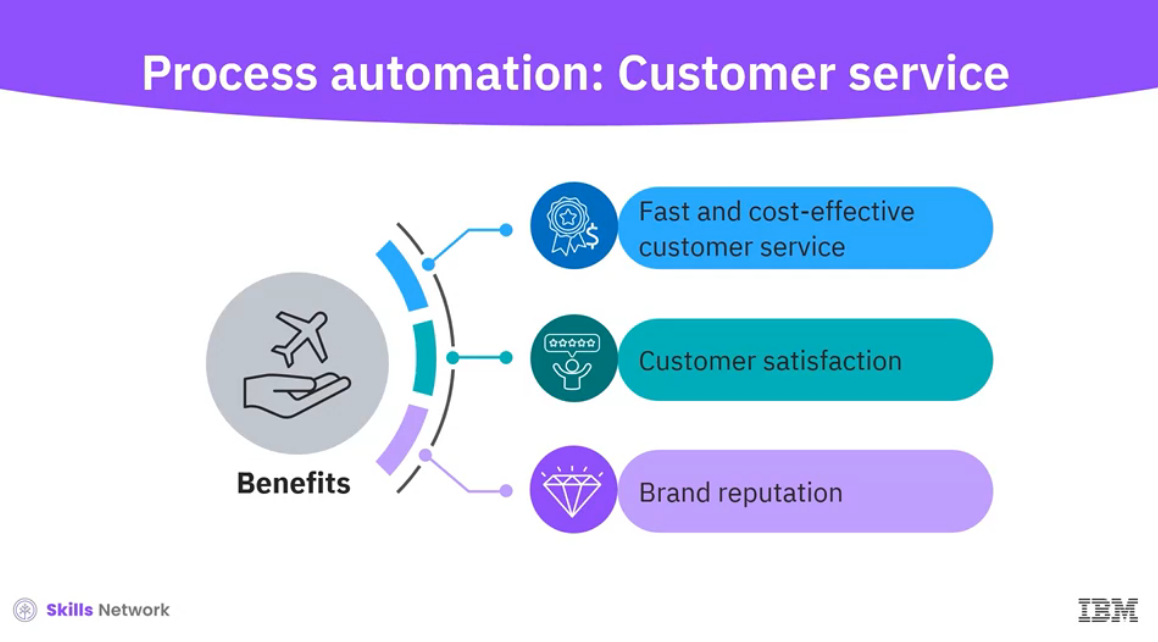 Process automation: Customer service
Fast and cost-effective
customer service
Customer satisfaction
Brand reputation
Benefits
$
Skills Network
IBM